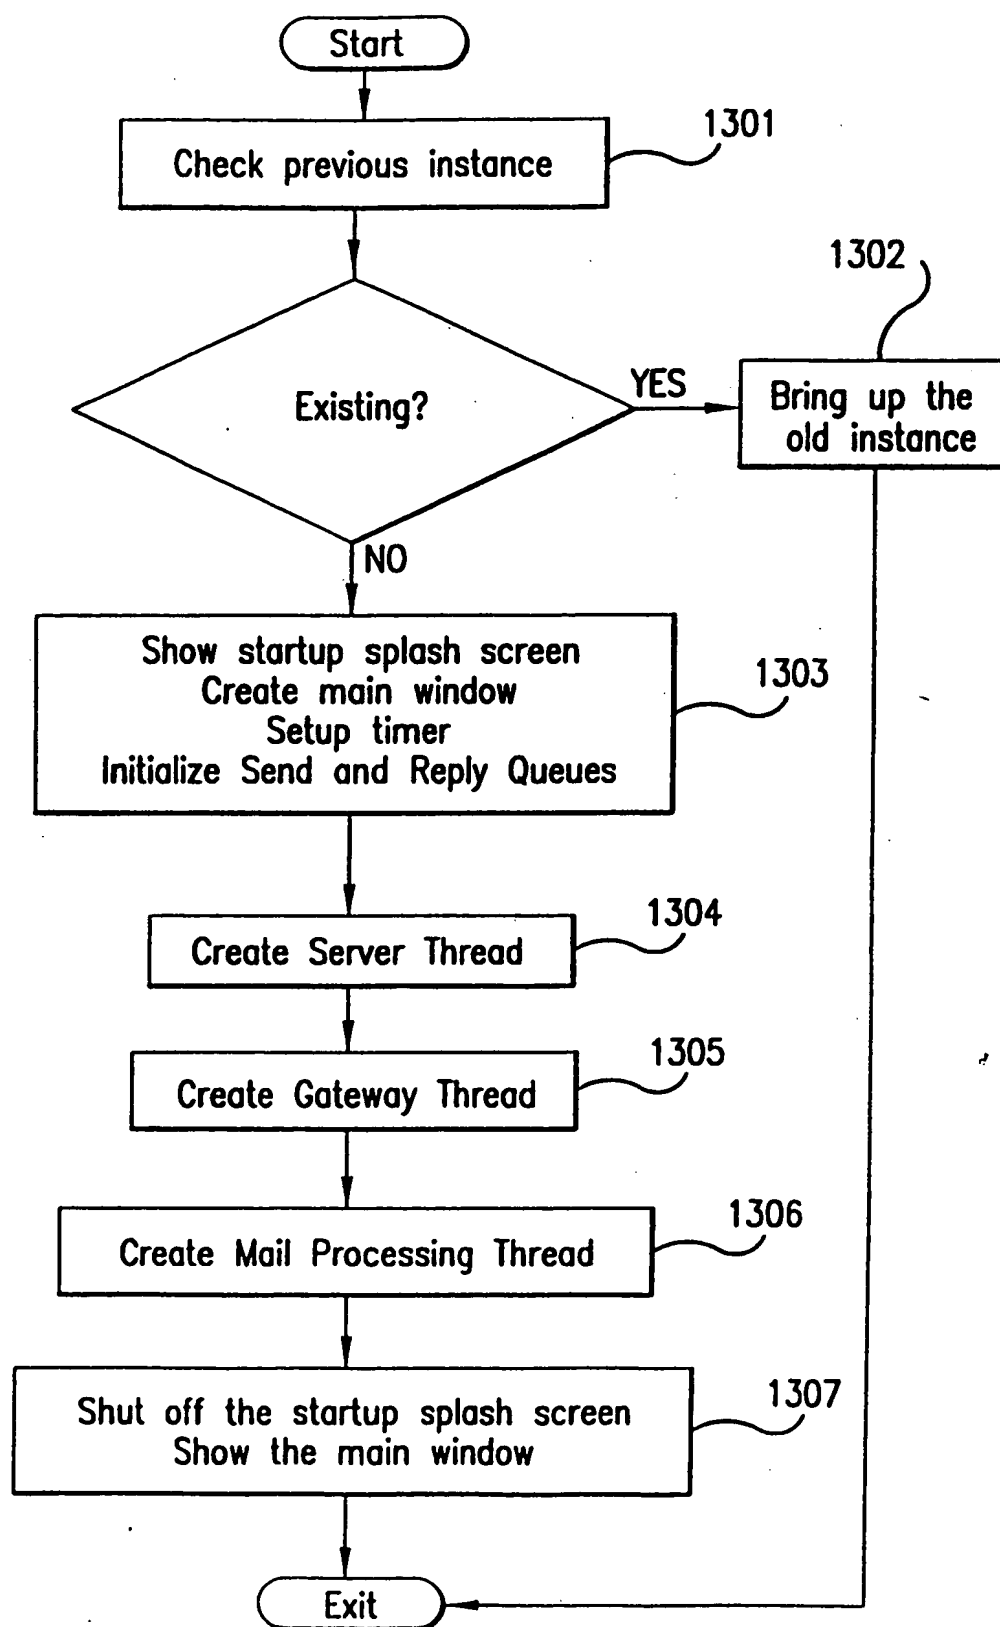 Start
Check previous instance
1301
Existing?
YES
1302
Bring up the
old instance
NO
Show startup splash screen
Create main window
Setup timer
Initialize Send and Reply Queues
1303
Create Server Thread
1304
Create Gateway Thread
1305
Create Mail Processing Thread
1306
Shut off the startup splash screen
Show the main window
1307
Exit